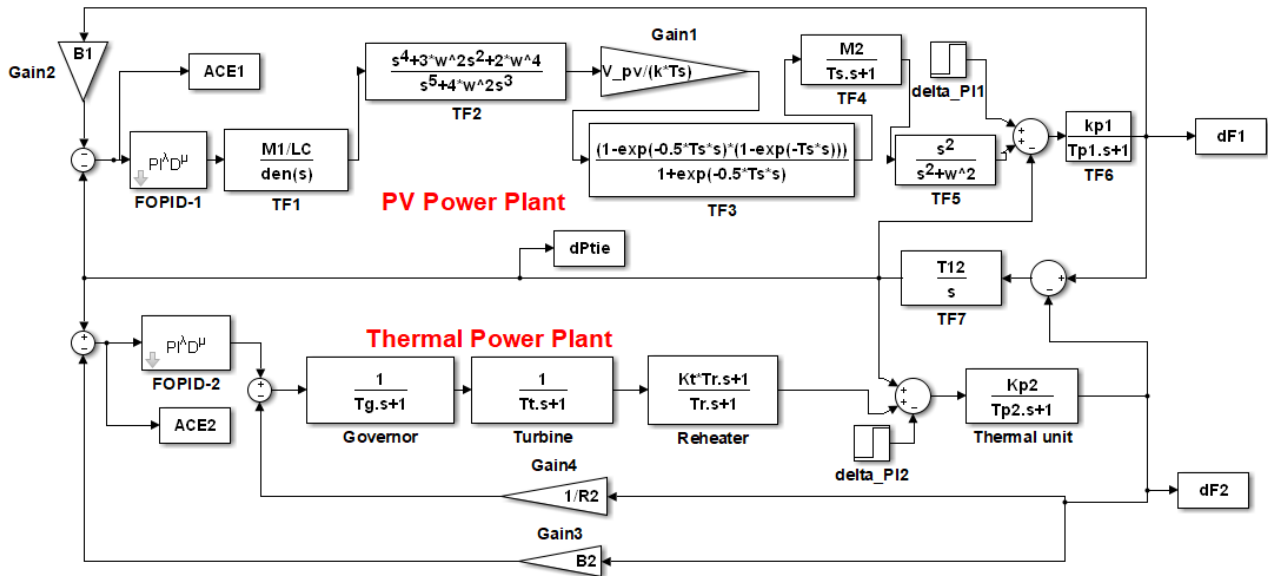 B1
Gain2
ACE1
s^4+3*w^2s^2+2*w^4
s^5+4*w^2s^3
TF2
Gain1
V_pv/(k*Ts)
M2
Ts.s+1
TF4
delta_PI1
PI^λD^μ
FOPID-1
M1/LC
den(s)
TF1
(1-exp(-0.5*Ts*s)*(1-exp(-Ts*s)))
1+exp(-0.5*Ts*s)
TF3
s^2
s^2+w^2
TF5
kp1
Tp1.s+1
TF6
dF1
PV Power Plant
dPtie
T12
s
TF7
Thermal Power Plant
PI^λD^μ
FOPID-2
ACE2
1
Tg.s+1
Governor
1
Tt.s+1
Turbine
Kt*Tr.s+1
Tr.s+1
Reheater
delta_PI2
Kp2
Tp2.s+1
Thermal unit
Gain4
1/R2
dF2
Gain3
B2